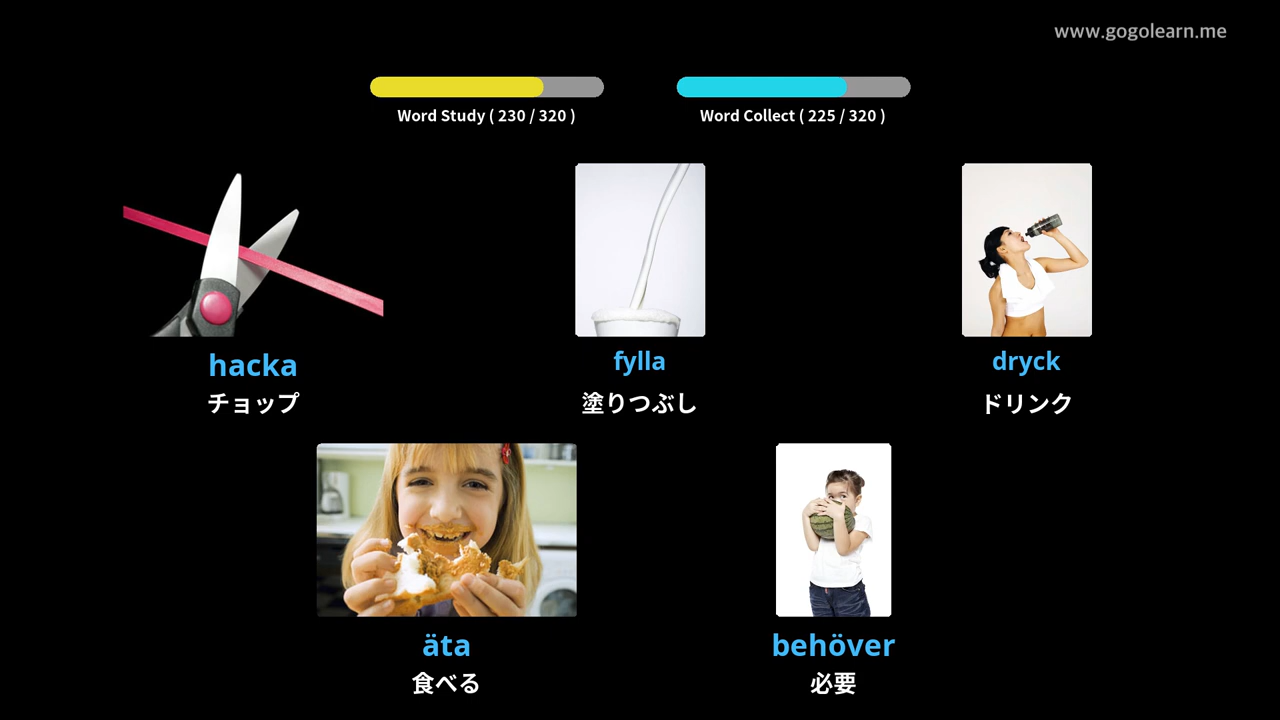 www.gogolearn.me
Word Study ( 230 / 320 )
Word Collect ( 225 / 320 )
hacka
チョップ
fylla
塗りつぶし
dryck
ドリンク
äta
食べる
behöver
必要